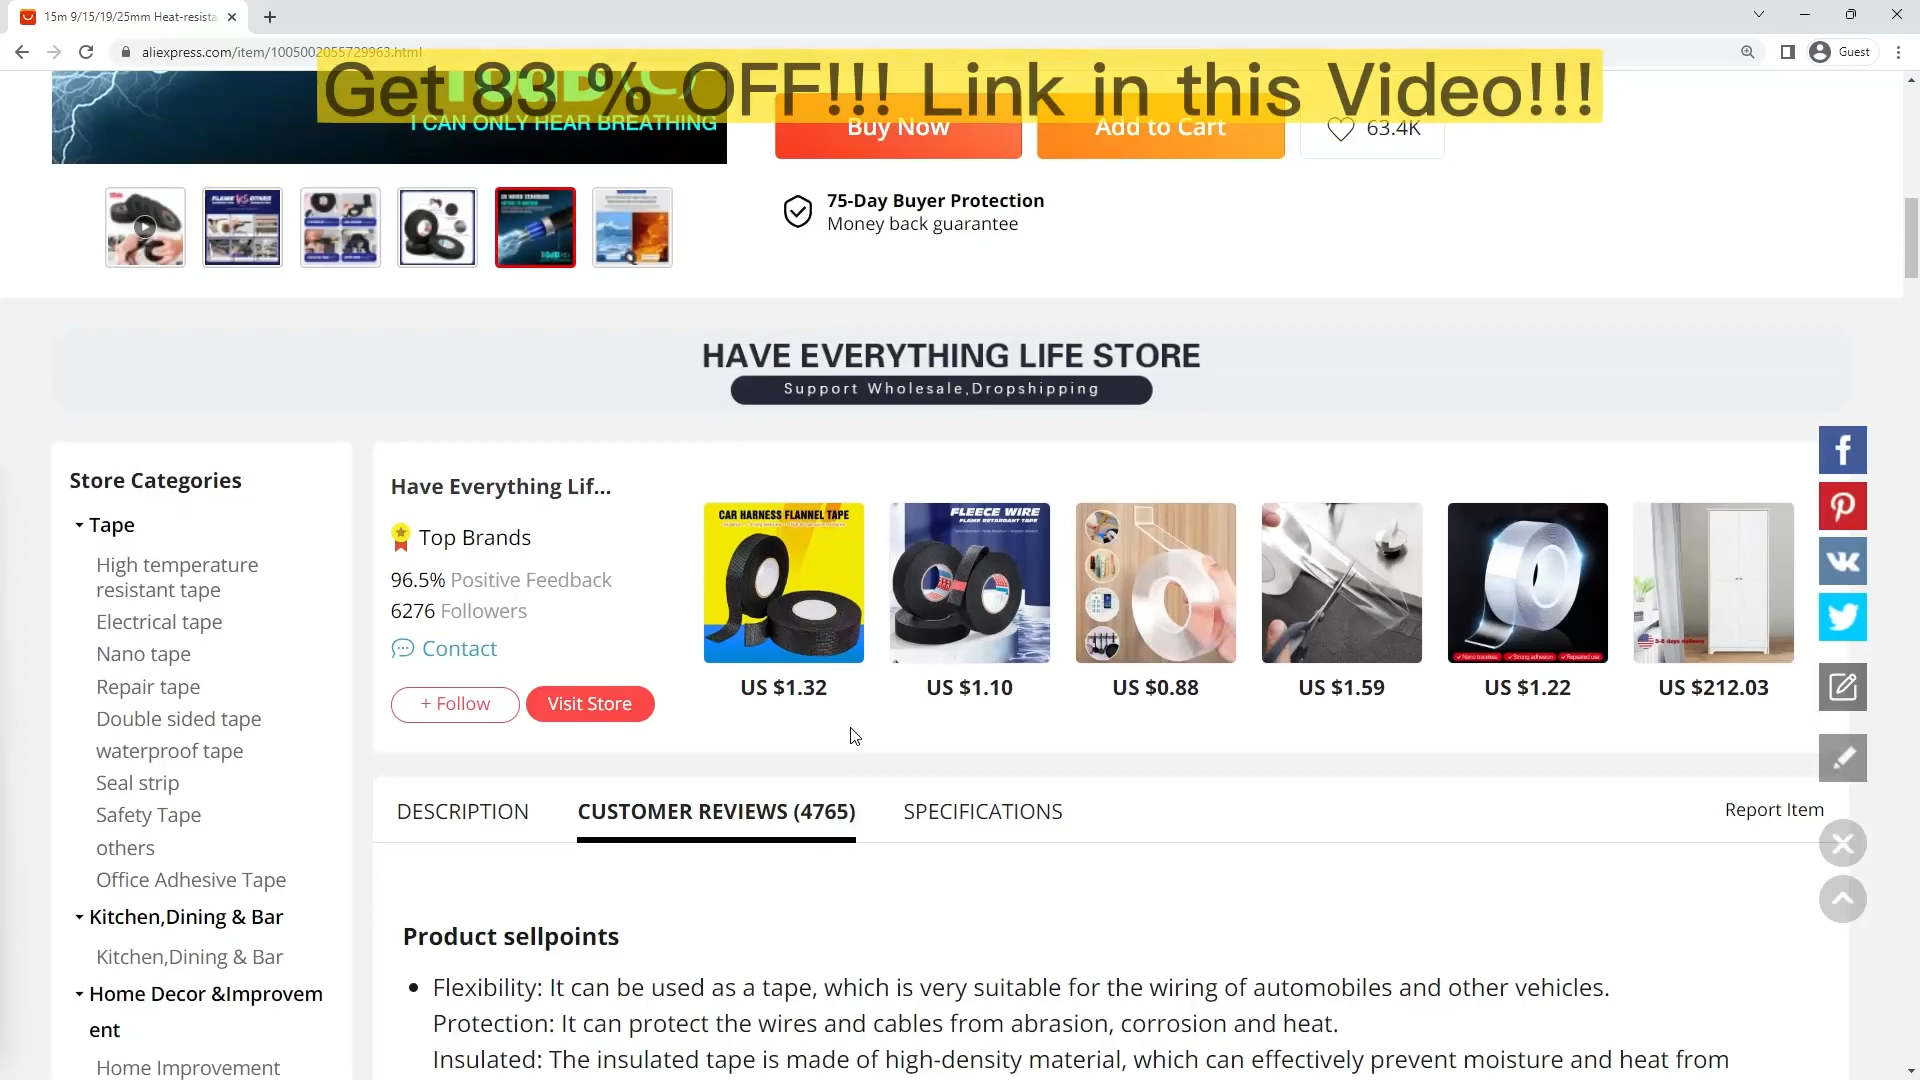 15m 9/15/19/25mm Heat-resista
aliexpress.com/item/1005002055729963.html
Guest
Get 83 % OFF!!! Link in this Video!!!
I CAN ONLY HEAR BREATHING
Buy Now
Add to Cart
63.4K
75-Day Buyer Protection
Money back guarantee
HAVE EVERYTHING LIFE STORE
Support Wholesale,Dropshipping
Store Categories
Tape
High temperature
resistant tape
Electrical tape
Nano tape
Repair tape
Double sided tape
waterproof tape
Seal strip
Safety Tape
others
Office Adhesive Tape
Kitchen,Dining & Bar
Kitchen,Dining & Bar
Home Decor &Improvem
ent
Home Improvement
Have Everything Lif...
Top Brands
96.5% Positive Feedback
6276 Followers
Contact
+ Follow
Visit Store
CAR HARNESS FLANNEL TAPE
US $1.32
FLEECE WIRE
FLAME RETARDANT TAPE
US $1.10
US $0.88
US $1.59
Nano traceless
Strong adhesion
Repeated use
US $1.22
US $212.03
DESCRIPTION
CUSTOMER REVIEWS (4765)
SPECIFICATIONS
Report Item
Product sellpoints
Flexibility: It can be used as a tape, which is very suitable for the wiring of automobiles and other vehicles.
Protection: It can protect the wires and cables from abrasion, corrosion and heat.
Insulated: The insulated tape is made of high-density material, which can effectively prevent moisture and heat from